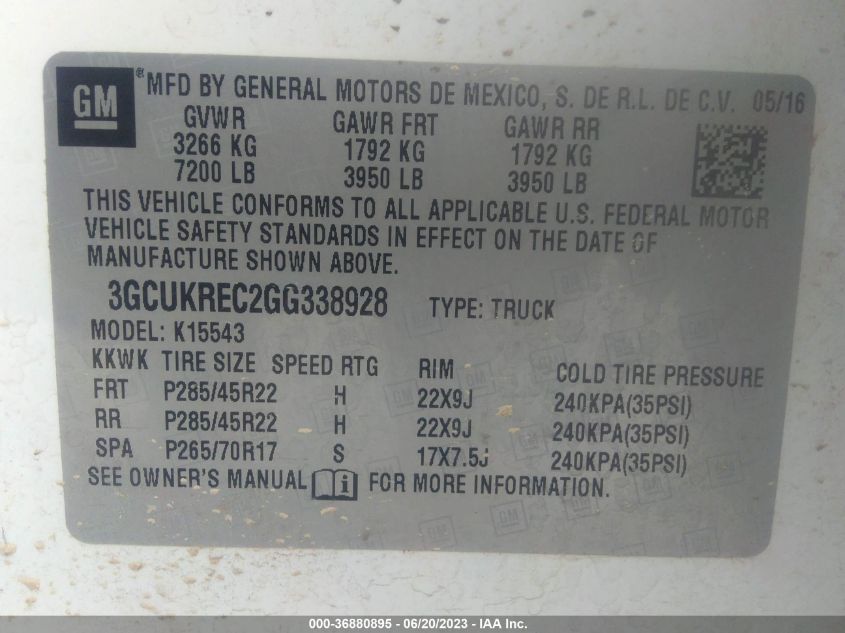 GM
® MFD BY GENERAL MOTORS DE MEXICO, S. DE R.L. DE C.V. 05/16
GVWR GAWR FRT GAWR RR
3266 KG 1792 KG 1792 KG
7200 LB 3950 LB 3950 LB
THIS VEHICLE CONFORMS TO ALL APPLICABLE U.S. FEDERAL MOTOR
VEHICLE SAFETY STANDARDS IN EFFECT ON THE DATE OF
MANUFACTURE SHOWN ABOVE.
3GCUKREC2GG338928 TYPE: TRUCK
MODEL: K15543
KKWK TIRE SIZE SPEED RTG RIM COLD TIRE PRESSURE
FRT P285/45R22 H 22X9J 240KPA(35PSI)
RR P285/45R22 H 22X9J 240KPA(35PSI)
SPA P265/70R17 S 17X7.5J 240KPA(35PSI)
SEE OWNER'S MANUAL i FOR MORE INFORMATION.
000-36880895 - 06/20/2023 - IAA Inc.